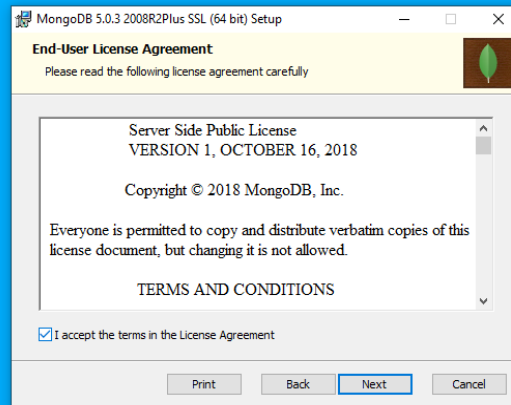 MongoDB 5.0.3 2008R2Plus SSL (64 bit) Setup
End-User License Agreement
Please read the following license agreement carefully
Server Side Public License
VERSION 1, OCTOBER 16, 2018
Copyright © 2018 MongoDB, Inc.
Everyone is permitted to copy and distribute verbatim copies of this
license document, but changing it is not allowed.
TERMS AND CONDITIONS
I accept the terms in the License Agreement
Print Back Next Cancel